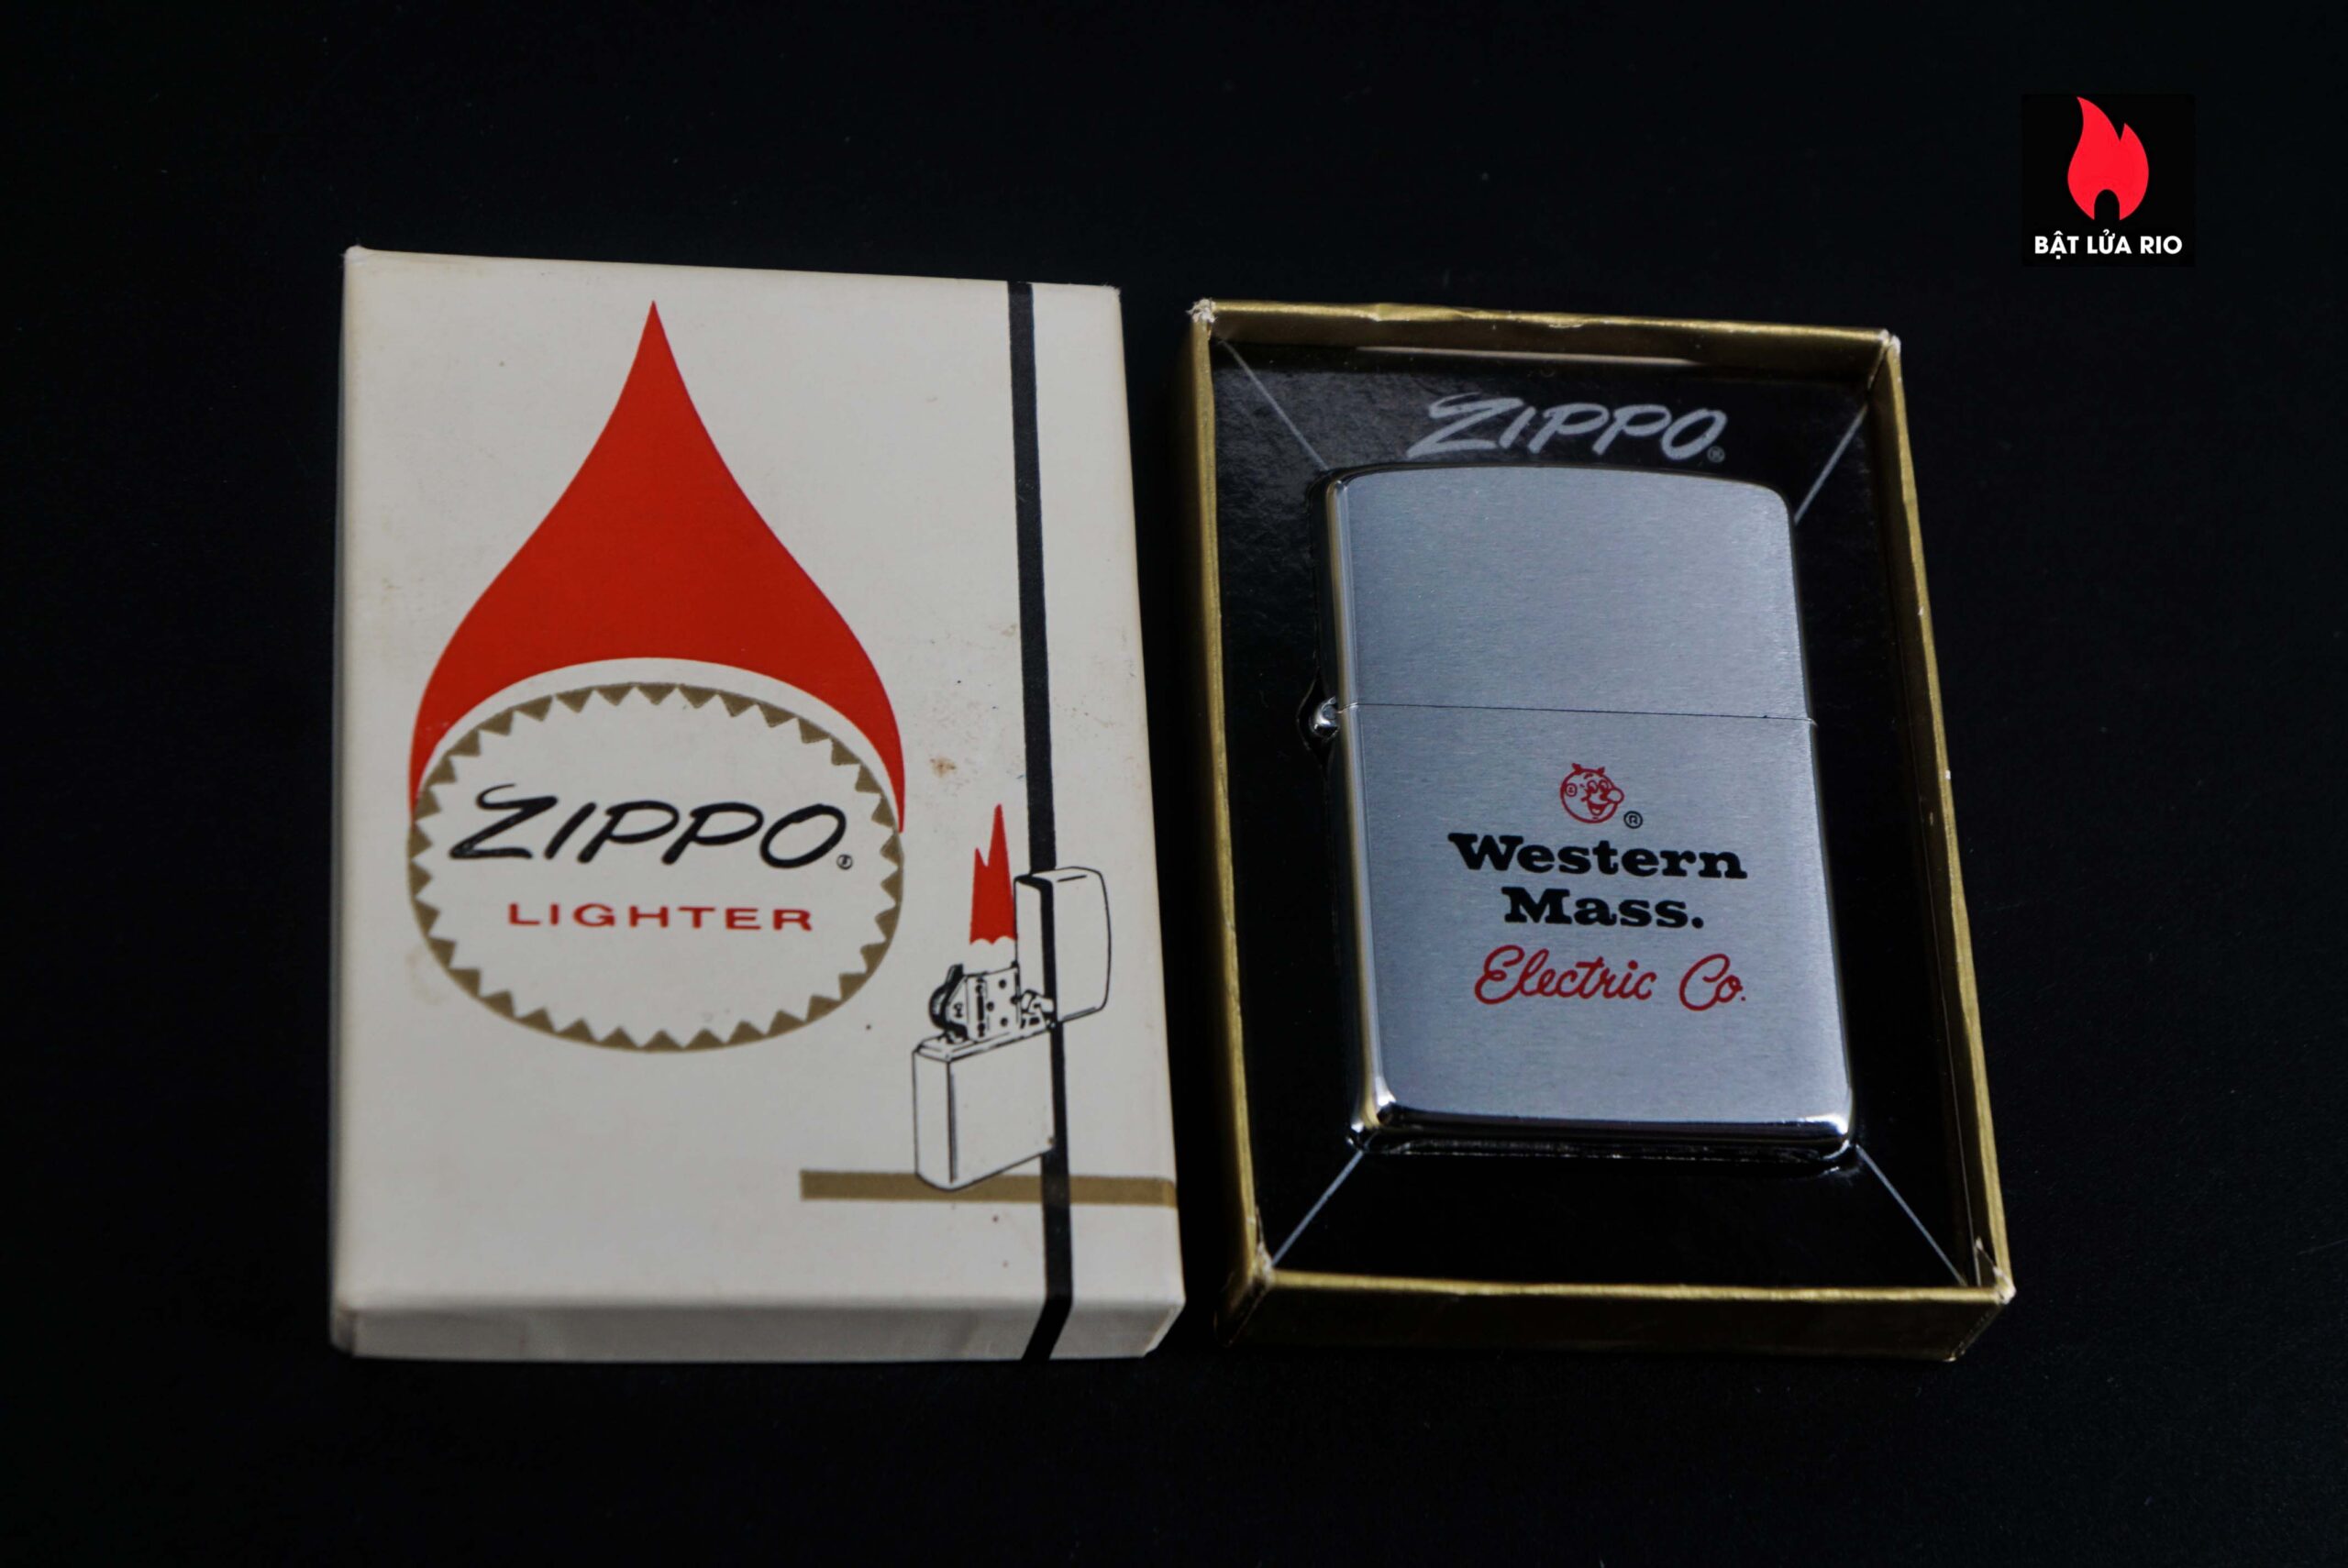 BẬT LỬA RIO
ZIPPO®
LIGHTER
ZIPPO®
®
Western
Mass.
Electric Co.